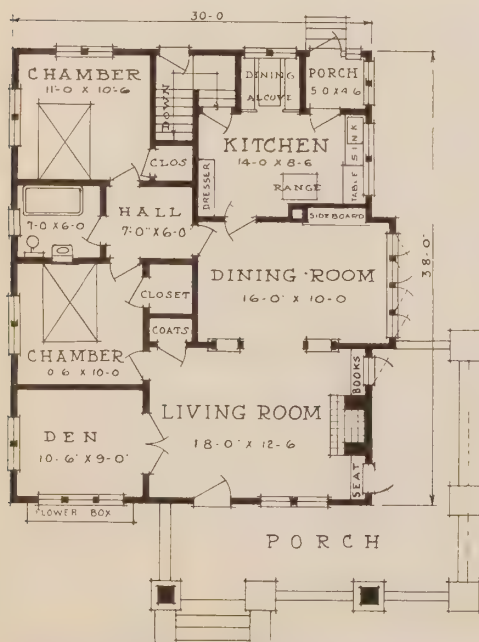 30-0
CHAMBER
11-0 X 10-6
DOWN
DINING
ALCOVE
PORCH
5-0 X 4-6
KITCHEN
14-0 X 8-6
SINK
TABLE
CLOS
DRESSER
RANGE
SIDEBOARD
7-0 X 6-0
HALL
7-0" X 6-0
DINING ROOM
16-0" X 10-0
38-0"
CLOSET
COATS
CHAMBER
0-6 X 10-0
BOOKS
LIVING ROOM
18-0" X 12-6
DEN
10-6" X 9-0"
SEAT
FLOWER BOX
PORCH